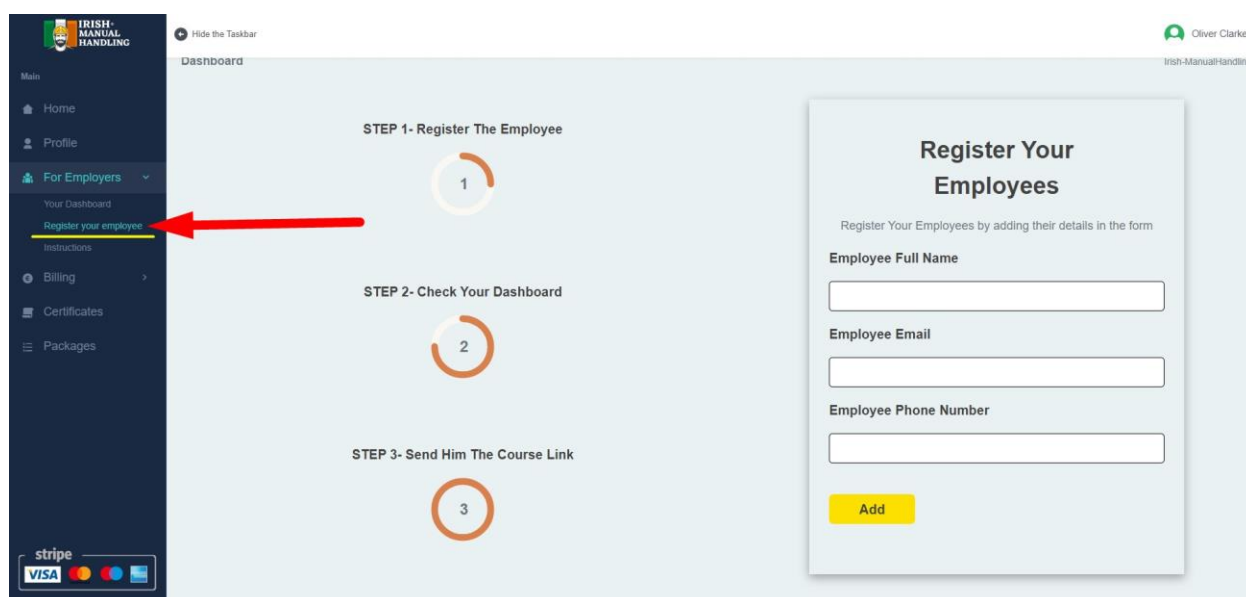 IRISH-
MANUAL
HANDLING
Hide the Taskbar
Oliver Clarke
Dashboard
Irish-ManualHandlin
Main
Home
Profile
For Employers
Your Dashboard
Register your employee
Instructions
Billing
Certificates
Packages
stripe
VISA
STEP 1- Register The Employee
1
STEP 2- Check Your Dashboard
2
STEP 3- Send Him The Course Link
3
Register Your
Employees
Register Your Employees by adding their details in the form
Employee Full Name
Employee Email
Employee Phone Number
Add